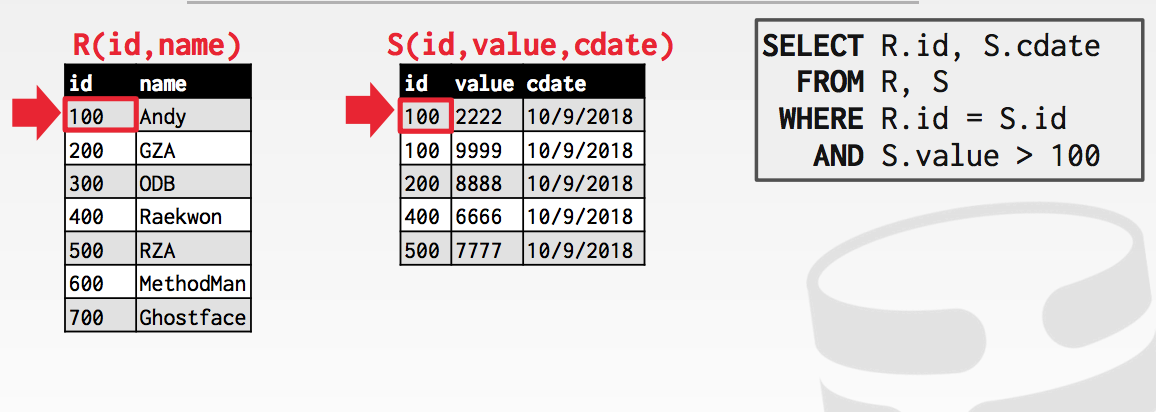 R(id,name)
id name
100 Andy
200 GZA
300 ODB
400 Raekwon
500 RZA
600 MethodMan
700 Ghostface
S(id,value,cdate)
id value cdate
100 2222 10/9/2018
100 9999 10/9/2018
200 8888 10/9/2018
400 6666 10/9/2018
500 7777 10/9/2018
SELECT R.id, S.cdate
FROM R, S
WHERE R.id = S.id
AND S.value > 100